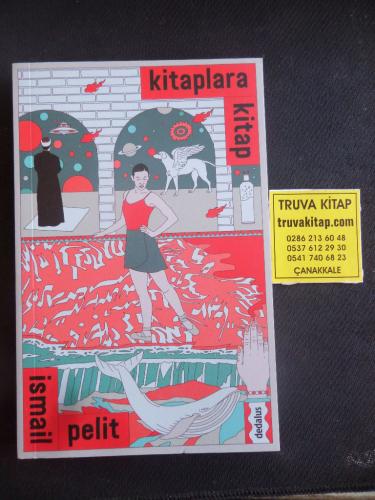 kitaplara
kitap
ismail
pelit
dedalus
TRUVA KİTAP
truvakitap.com
0286 213 60 48
0537 612 29 30
0541 740 68 23
ÇANAKKALE